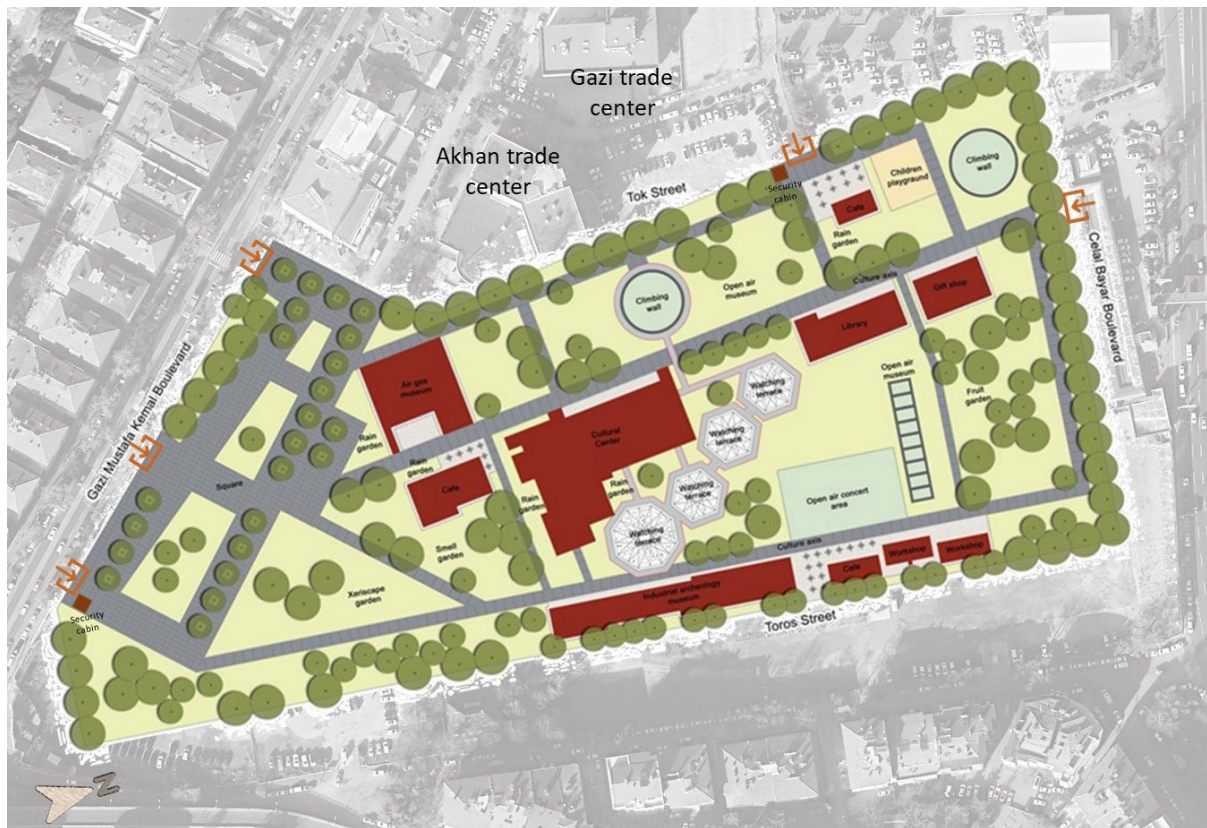 Gazi trade
center
Akhan trade
center
Tok Street
Security
cabin
Cafe
Children
playground
Climbing
wall
Rain
garden
Celal Bayar Boulevard
Culture axis
Gift shop
Open air
museum
Climbing
wall
Library
Open air
museum
Fruit
garden
Air gas
museum
Watching
terrace
Watching
terrace
Watching
terrace
Watching
terrace
Cultural
Center
Rain
garden
Rain
garden
Rain
garden
Rain
garden
Cafe
Gazi Mustafa Kemal Boulevard
Square
Open air concert
area
Smell
garden
Xeriscape
garden
Culture axis
Workshop
Workshop
Cafe
Industrial archeology
museum
Toros Street
Security
cabin
N